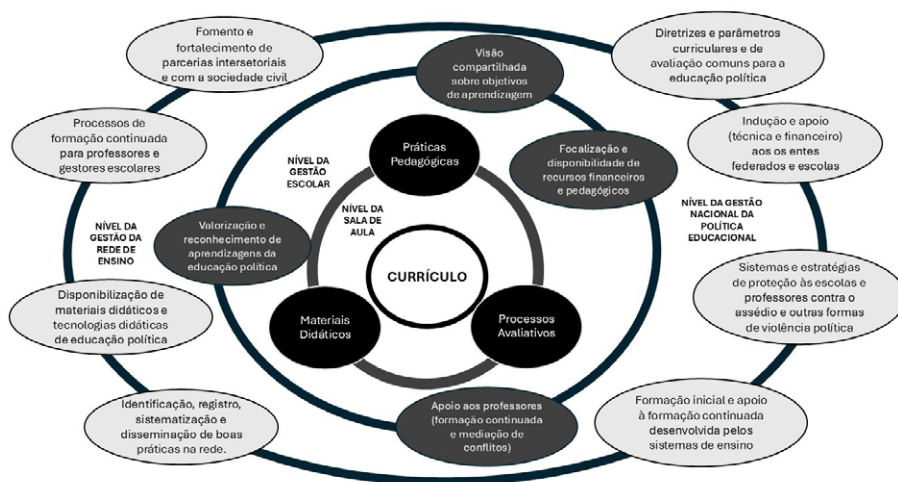 Fomento e
fortalecimento de
parcerias intersetoriais
e com a sociedade civil
Visão
compartilhada
sobre objetivos
de aprendizagem
Diretrizes e parâmetros
curriculares e de
avaliação comuns para a
educação política
Processos de
formação continuada
para professores e
gestores escolares
NÍVEL DA
GESTÃO
ESCOLAR
Práticas
Pedagógicas
Focalização e
disponibilidade de
recursos financeiros
e pedagógicos
Indução e apoio
(técnica e financeiro)
aos os entes
federados e escolas
NÍVEL DA
GESTÃO DA
REDE DE
ENSINO
Valorização e
reconhecimento de
aprendizagens da
educação política
NÍVEL DA
SALA DE
AULA
NÍVEL DA GESTÃO
NACIONAL DA
POLÍTICA
EDUCACIONAL
CURRÍCULO
Disponibilização de
materiais didáticos e
tecnologias didáticas
de educação política
Materiais
Didáticos
Processos
Avaliativos
Sistemas e estratégias
de proteção às escolas e
professores contra o
assédio e outras formas
de violência política
Identificação, registro,
sistematização e
disseminação de boas
práticas na rede.
Apoio aos professores
(formação continuada
e mediação de
conflitos)
Formação inicial e apoio
à formação continuada
desenvolvida pelos
sistemas de ensino